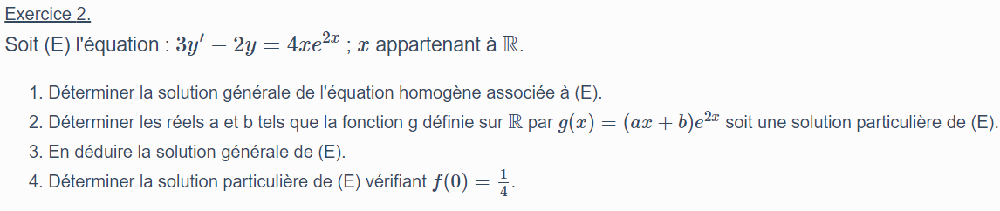 Exercice 2.
Soit (E) l'équation : $3y' - 2y = 4xe^{2x}$ ; $x$ appartenant à $\mathbb{R}$.
1. Déterminer la solution générale de l'équation homogène associée à (E).
2. Déterminer les réels a et b tels que la fonction g définie sur $\mathbb{R}$ par $g(x) = (ax + b)e^{2x}$ soit une solution particulière de (E).
3. En déduire la solution générale de (E).
4. Déterminer la solution particulière de (E) vérifiant $f(0) = \frac{1}{4}$.